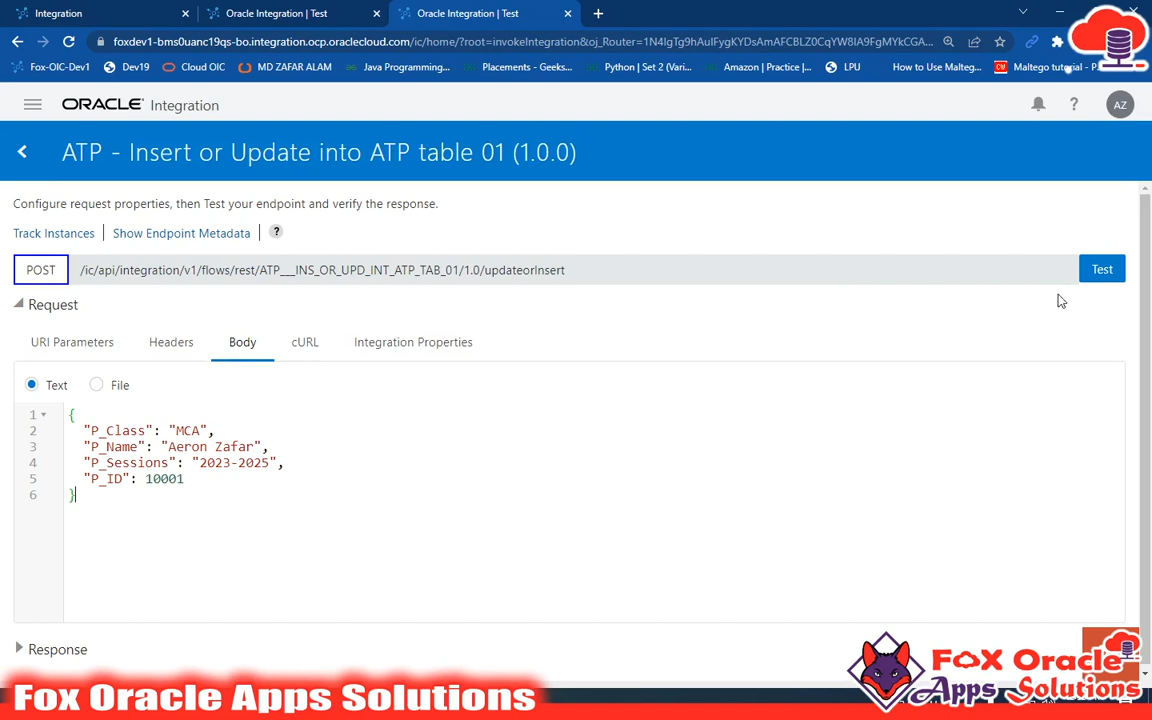 Integration
Oracle Integration | Test
Oracle Integration | Test
foxdev1-bms0uanc19qs-bo.integration.ocp.oraclecloud.com/ic/home/?root=invokeIntegration&oj_Router=1N4IgTg9hAuIFygKYDsAmAFCBLZ0CqYW8IA9FgMYkCGA...
Fox-OIC-Dev1 Dev19 Cloud OIC MD ZAFAR ALAM Java Programming... Placements - Geeks... Python | Set 2 (Vari... Amazon | Practice |... LPU How to Use Malteg... Maltego tutorial - P...
ORACLE Integration ? AZ
ATP - Insert or Update into ATP table 01 (1.0.0)
Configure request properties, then Test your endpoint and verify the response.
Track Instances Show Endpoint Metadata ?
POST /ic/api/integration/v1/flows/rest/ATP___INS_OR_UPD_INT_ATP_TAB_01/1.0/updateorInsert Test
Request
URI Parameters Headers Body cURL Integration Properties
Text File
1 {
2 "P_Class": "MCA",
3 "P_Name": "Aeron Zafar",
4 "P_Sessions": "2023-2025",
5 "P_ID": 10001
6 }
Response
Fox Oracle Apps Solutions
FOX Oracle
Apps Solutions